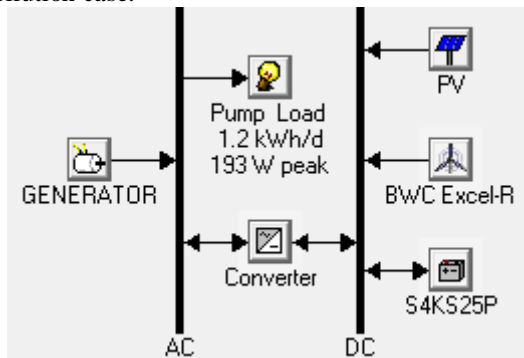 Pump Load
1.2 kWh/d
193 W peak
PV
GENERATOR
BWC Excel-R
Converter
S4KS25P
AC
DC